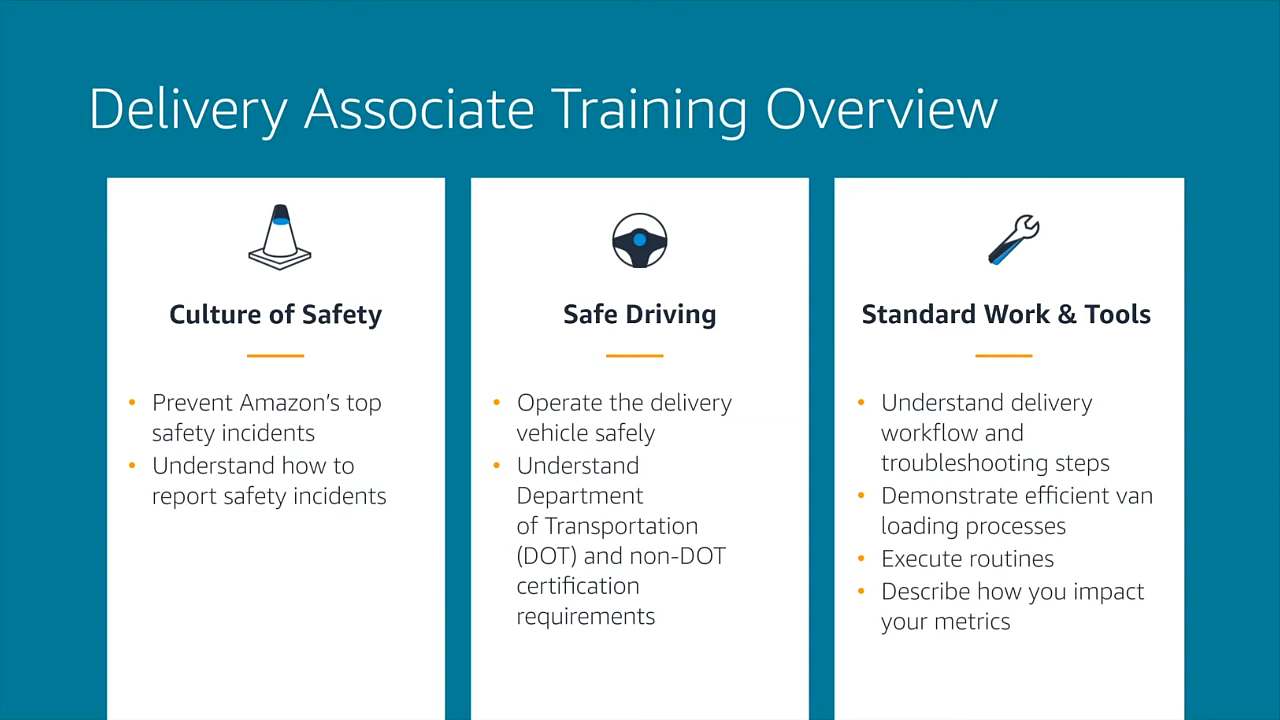 Delivery Associate Training Overview
Culture of Safety
• Prevent Amazon’s top
safety incidents
• Understand how to
report safety incidents
Safe Driving
• Operate the delivery
vehicle safely
• Understand
Department
of Transportation
(DOT) and non-DOT
certification
requirements
Standard Work & Tools
• Understand delivery
workflow and
troubleshooting steps
• Demonstrate efficient van
loading processes
• Execute routines
• Describe how you impact
your metrics